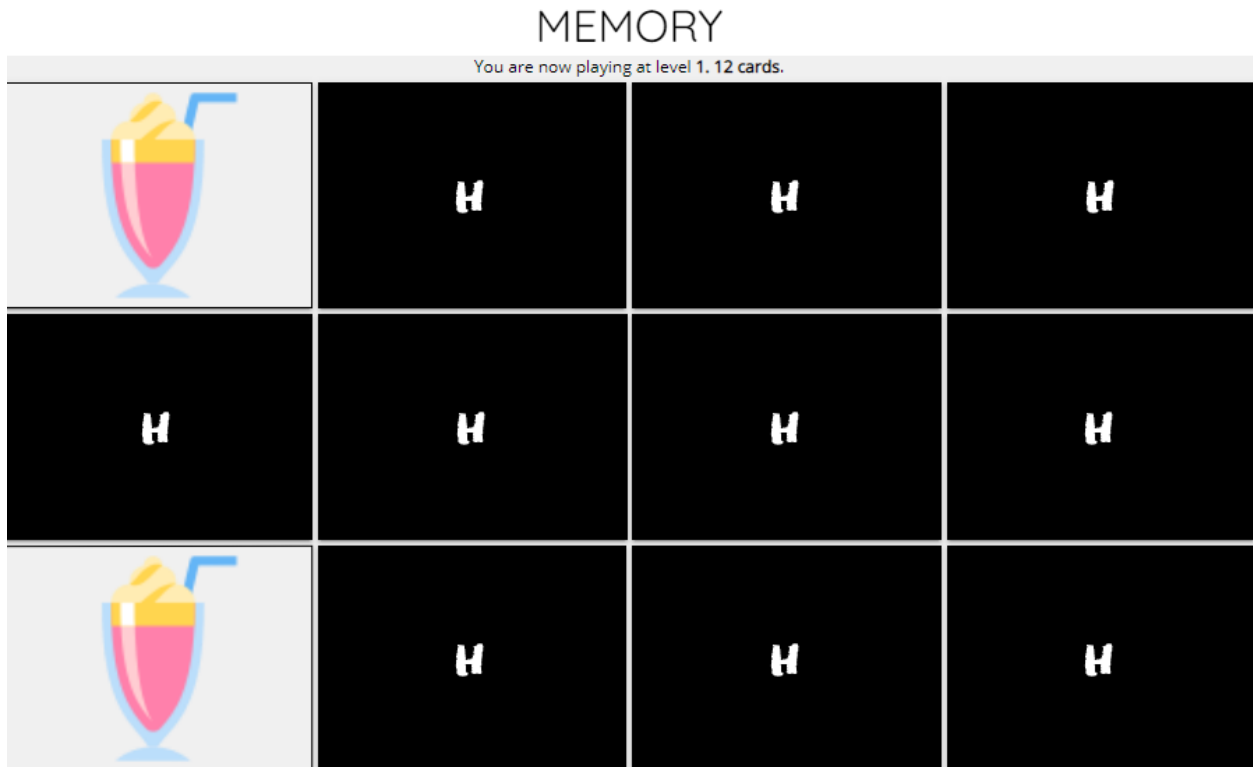 MEMORY
You are now playing at level 1. 12 cards.
H H H
H H H H
H H H